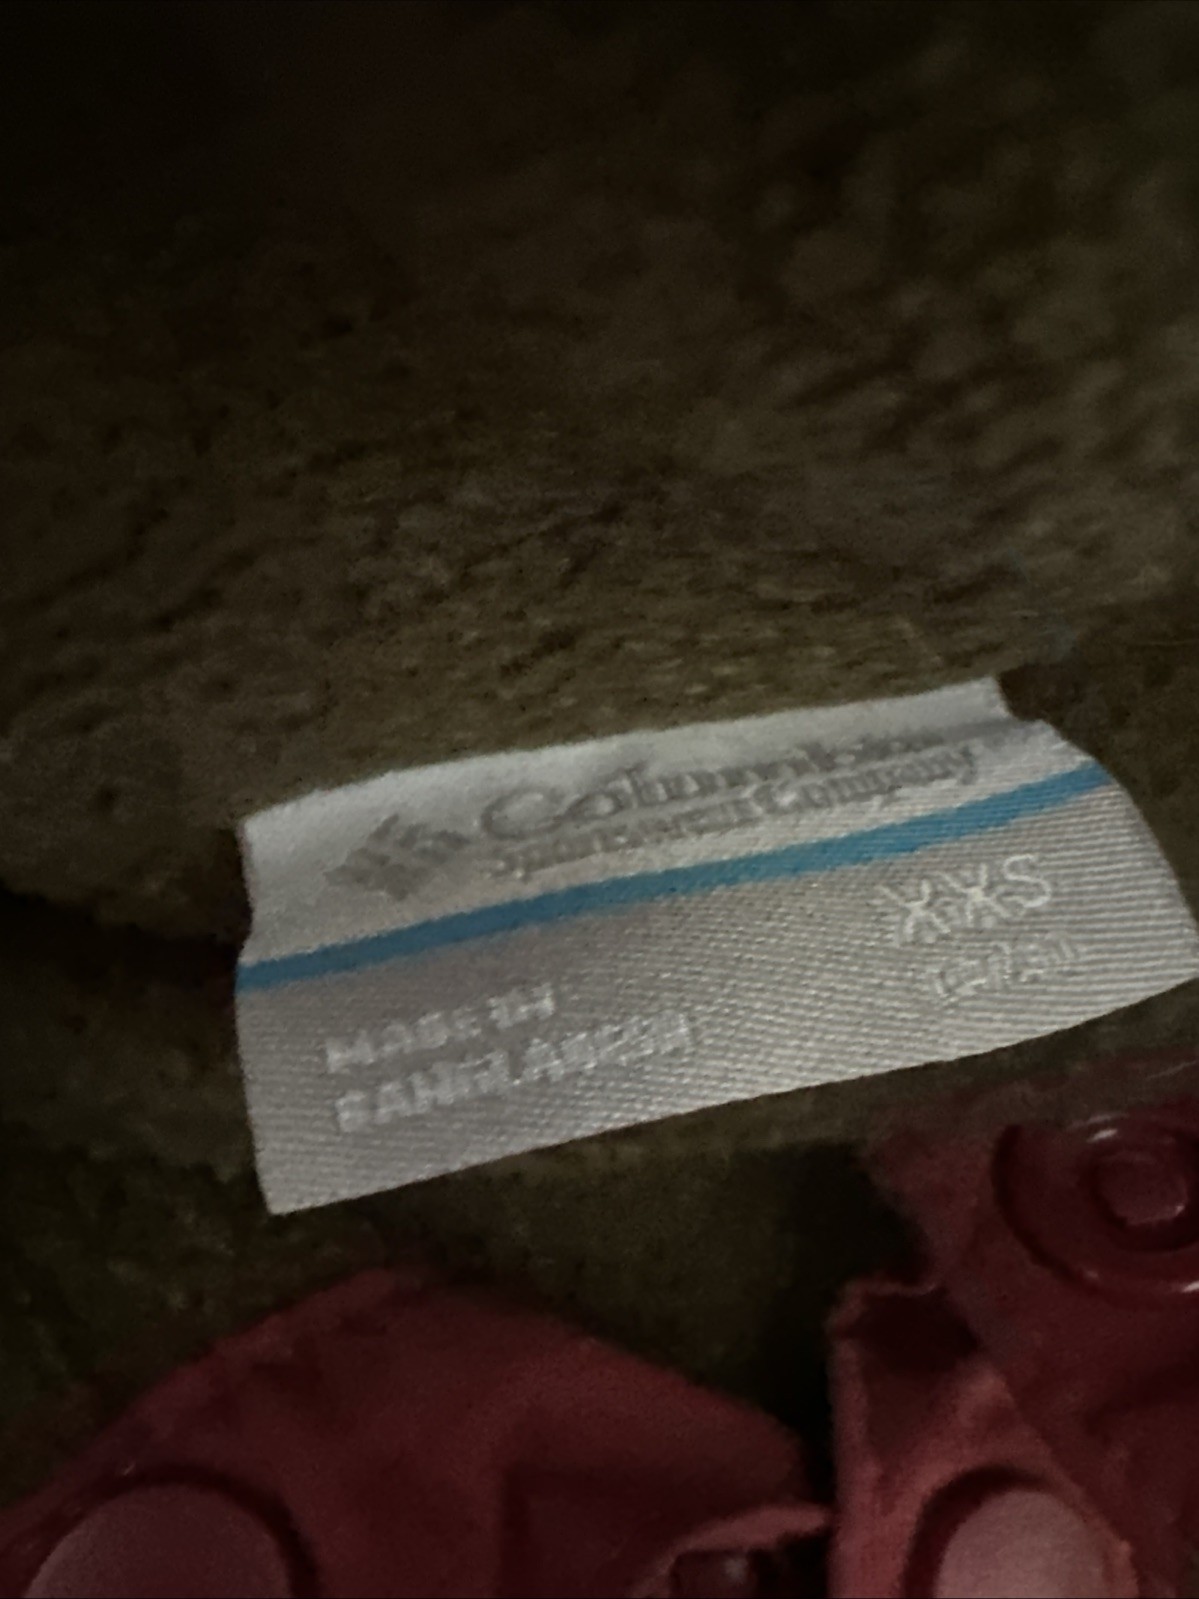 Columbia
Sportswear Company
XXS
MADE IN
BANGLADESH